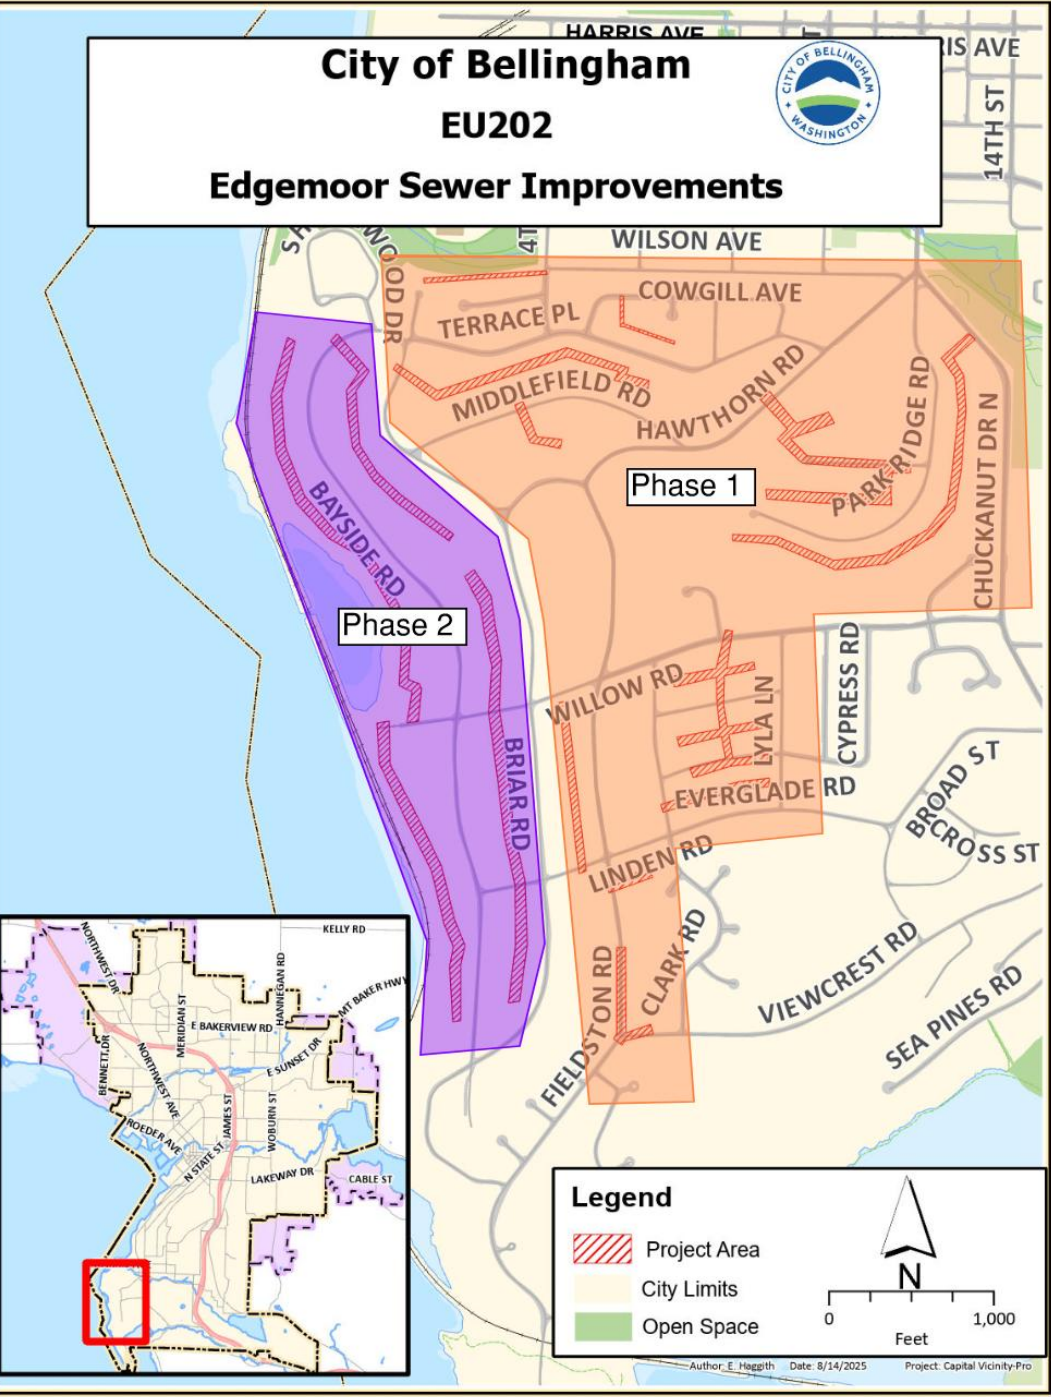 HARRIS AVE
RIS AVE
City of Bellingham
EU202
Edgemoor Sewer Improvements
CITY OF BELLINGHAM
WASHINGTON
14TH ST
WILSON AVE
COWGILL AVE
TERRACE PL
MIDDLEFIELD RD
HAWTHORN RD
PARK RIDGE RD
CHUCKANUT DR N
Phase 1
BAYSIDE RD
Phase 2
WILLOW RD
LYLA LN
CYPRESS RD
BRIAR RD
EVERGLADE RD
BROAD ST
CROSS ST
LINDEN RD
CLARK RD
FIELDSTON RD
VIEWCREST RD
SEA PINES RD
KELLY RD
NORTHWEST DR
MERIDIAN ST
HANNEGAN RD
MT BAKER HWY
E BAKERVIEW RD
E SUNSET DR
BENNETT DR
NORTHWEST AVE
JAMES ST
WOBURN ST
ROEDER AVE
N STATE ST
LAKEWAY DR
CABLE ST
Legend
Project Area
City Limits
Open Space
N
0
1,000
Feet
Author: E. Haggith Date: 8/14/2025 Project: Capital Vicinity-Pro